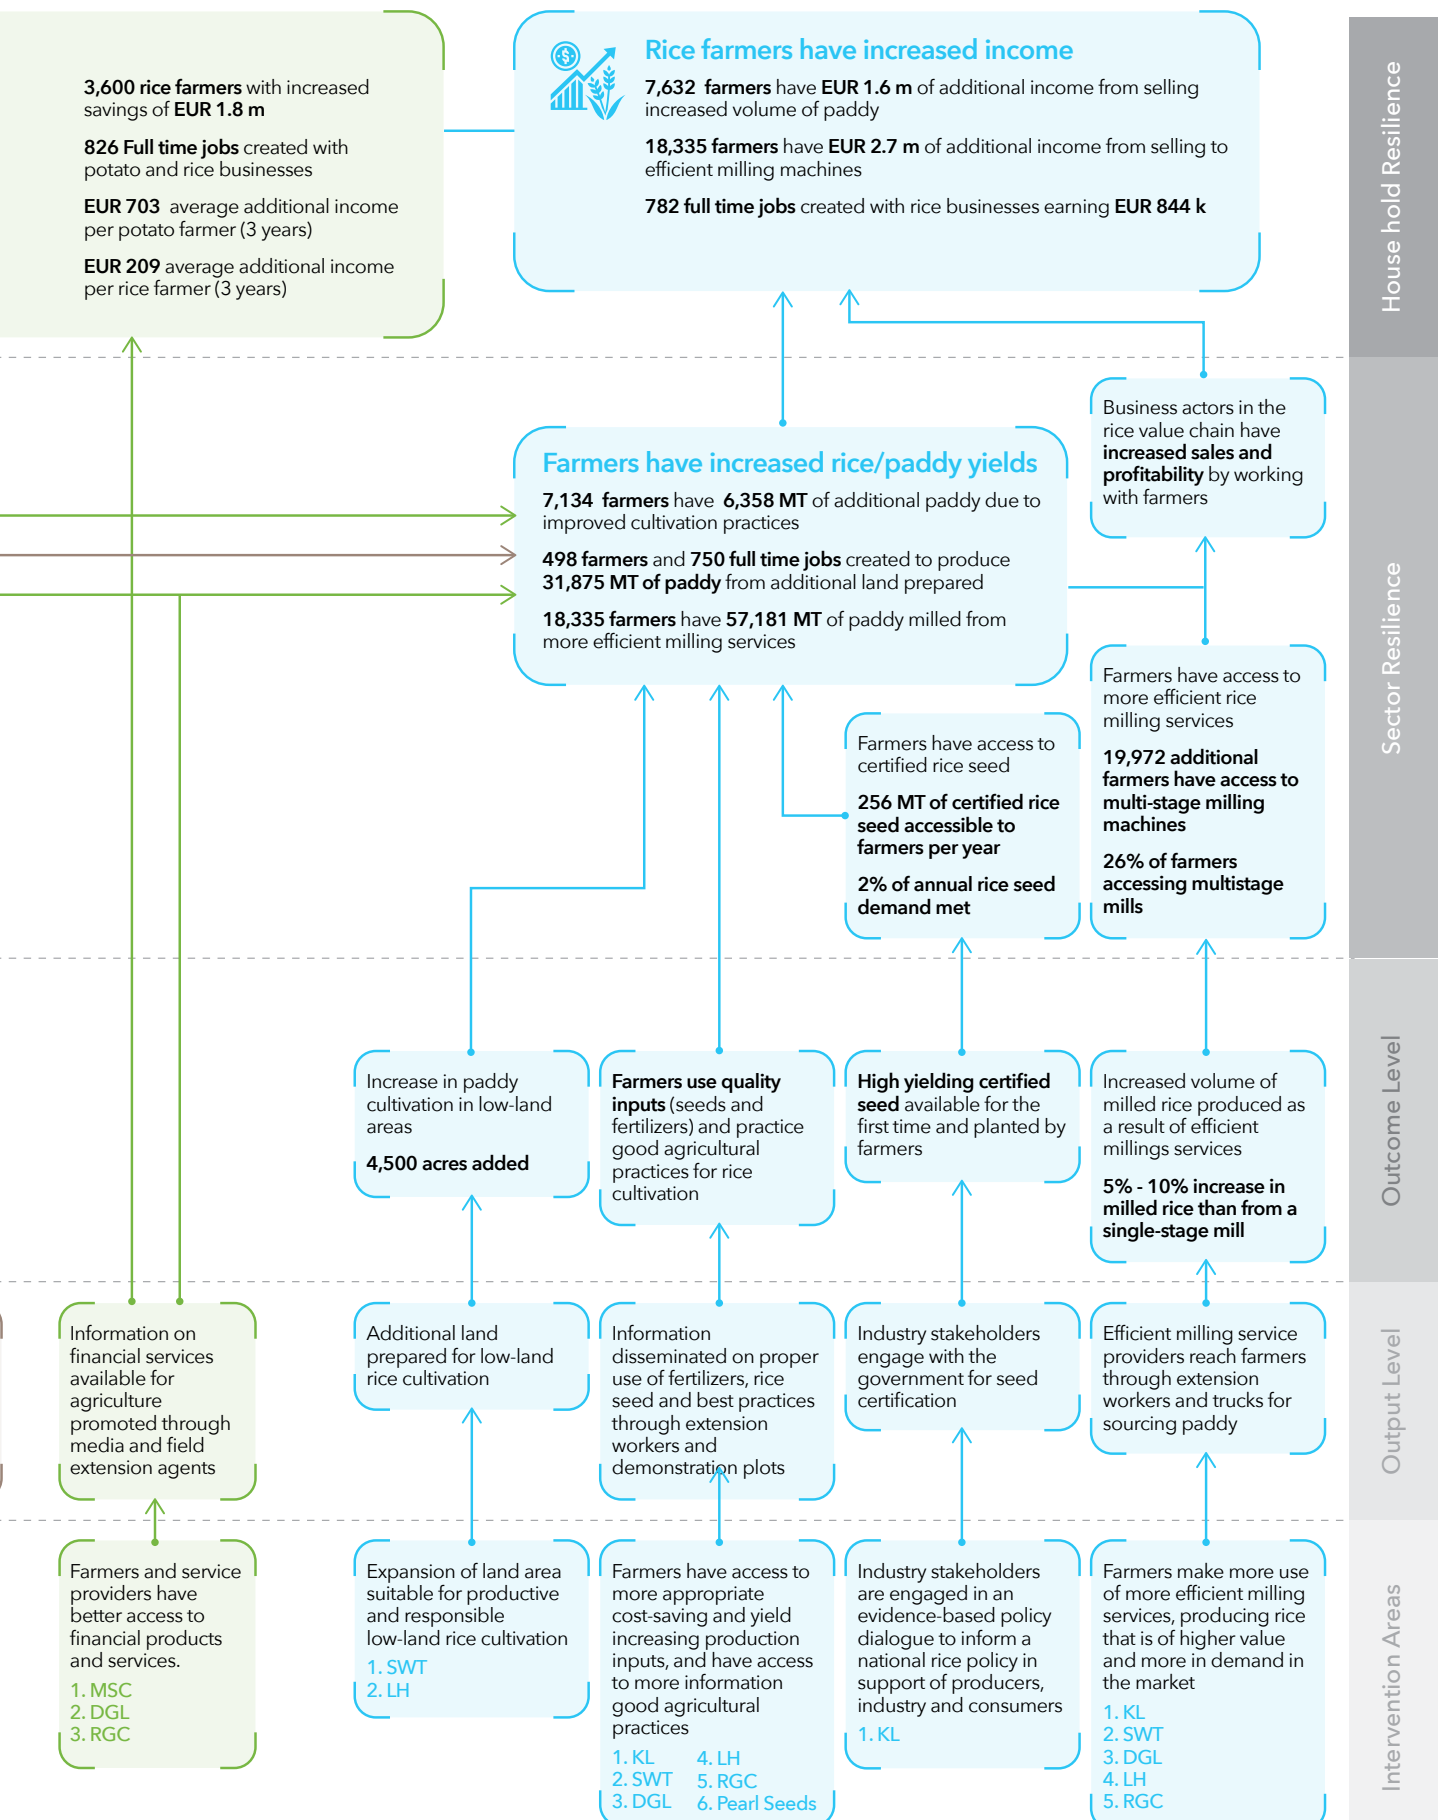 3,600 rice farmers with increased
savings of EUR 1.8 m
826 Full time jobs created with
potato and rice businesses
EUR 703 average additional income
per potato farmer (3 years)
EUR 209 average additional income
per rice farmer (3 years)
Rice farmers have increased income
7,632 farmers have EUR 1.6 m of additional income from selling
increased volume of paddy
18,335 farmers have EUR 2.7 m of additional income from selling to
efficient milling machines
782 full time jobs created with rice businesses earning EUR 844 k
House hold Resilience
Business actors in the
rice value chain have
increased sales and
profitability by working
with farmers
Farmers have increased rice/paddy yields
7,134 farmers have 6,358 MT of additional paddy due to
improved cultivation practices
498 farmers and 750 full time jobs created to produce
31,875 MT of paddy from additional land prepared
18,335 farmers have 57,181 MT of paddy milled from
more efficient milling services
Farmers have access to
certified rice seed
256 MT of certified rice
seed accessible to
farmers per year
2% of annual rice seed
demand met
Farmers have access to
more efficient rice
milling services
19,972 additional
farmers have access to
multi-stage milling
machines
26% of farmers
accessing multistage
mills
Sector Resilience
Increase in paddy
cultivation in low-land
areas
4,500 acres added
Farmers use quality
inputs (seeds and
fertilizers) and practice
good agricultural
practices for rice
cultivation
High yielding certified
seed available for the
first time and planted by
farmers
Increased volume of
milled rice produced as
a result of efficient
millings services
5% - 10% increase in
milled rice than from a
single-stage mill
Outcome Level
Information on
financial services
available for
agriculture
promoted through
media and field
extension agents
Additional land
prepared for low-land
rice cultivation
Information
disseminated on proper
use of fertilizers, rice
seed and best practices
through extension
workers and
demonstration plots
Industry stakeholders
engage with the
government for seed
certification
Efficient milling service
providers reach farmers
through extension
workers and trucks for
sourcing paddy
Output Level
Farmers and service
providers have
better access to
financial products
and services.
1. MSC
2. DGL
3. RGC
Expansion of land area
suitable for productive
and responsible
low-land rice cultivation
1. SWT
2. LH
Farmers have access to
more appropriate
cost-saving and yield
increasing production
inputs, and have access
to more information
good agricultural
practices
1. KL
2. SWT
3. DGL
4. LH
5. RGC
6. Pearl Seeds
Industry stakeholders
are engaged in an
evidence-based policy
dialogue to inform a
national rice policy in
support of producers,
industry and consumers
1. KL
Farmers make more use
of more efficient milling
services, producing rice
that is of higher value
and more in demand in
the market
1. KL
2. SWT
3. DGL
4. LH
5. RGC
Intervention Areas